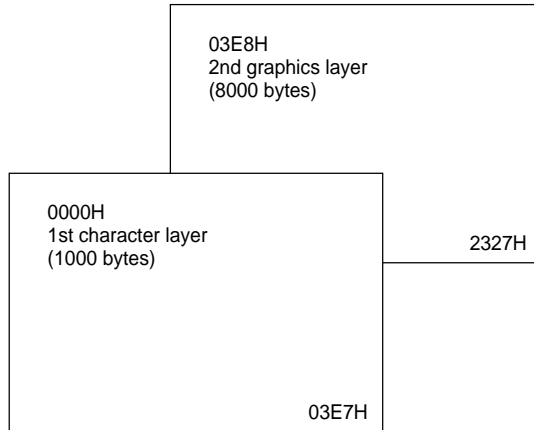 03E8H
2nd graphics layer
(8000 bytes)
0000H
1st character layer
(1000 bytes)
2327H
03E7H